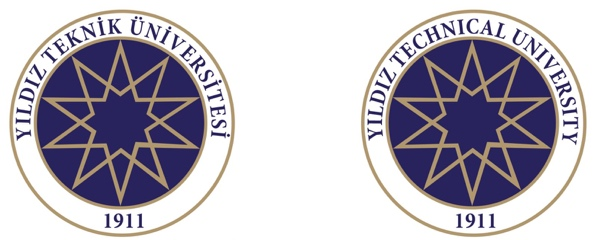 YILDIZ TEKNİK ÜNİVERSİTESİ
1911
YILDIZ TECHNICAL UNIVERSITY
1911